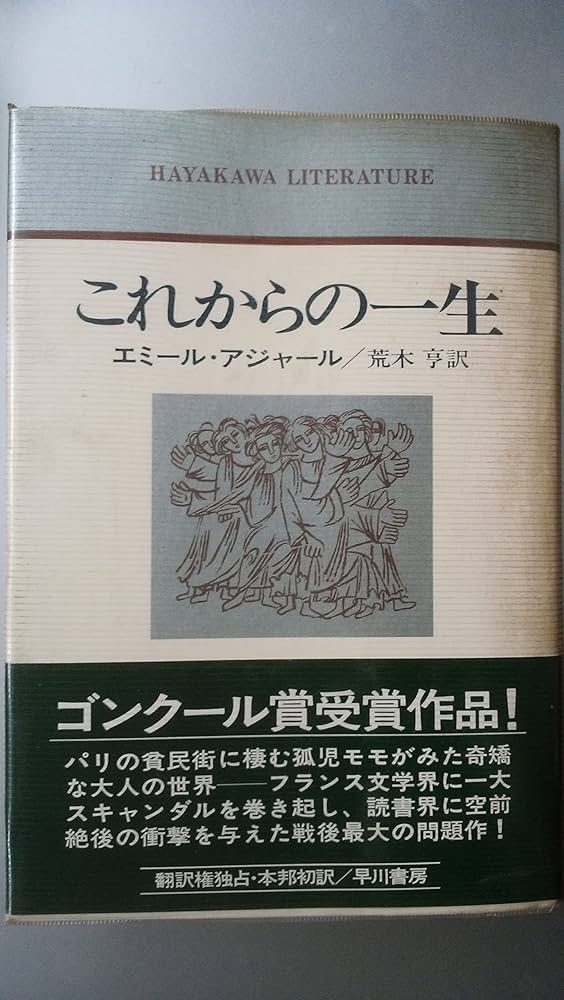 HAYAKAWA LITERATURE
これからの一生
エミール・アジャール／荒木 亨訳
ゴンクール賞受賞作品！
パリの貧民街に棲む孤児モモがみた奇矯
な大人の世界――フランス文学界に一大
スキャンダルを巻き起し、読書界に空前
絶後の衝撃を与えた戦後最大の問題作！
翻訳権独占・本邦初訳／早川書房